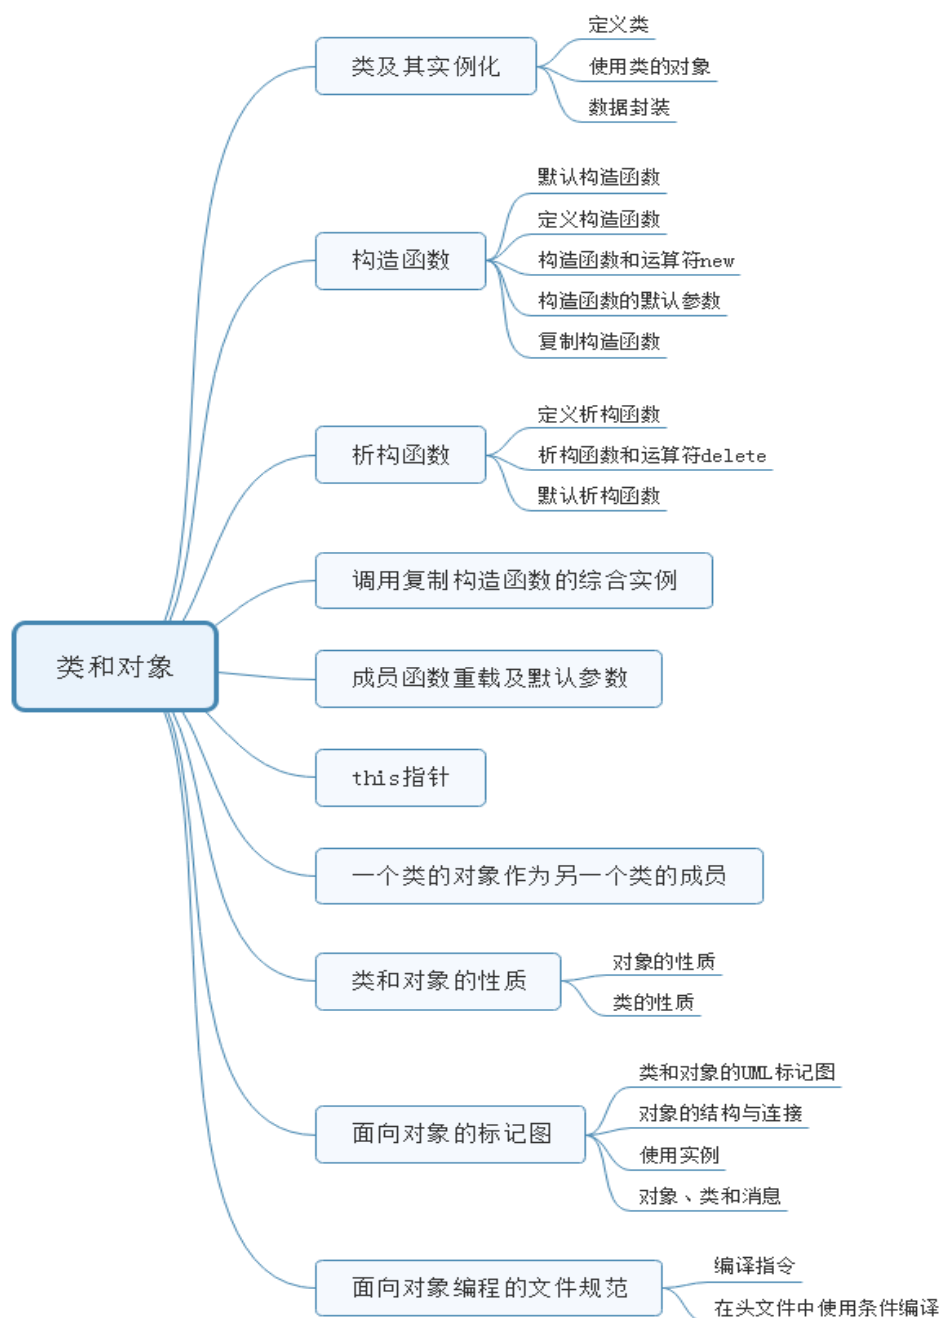 类和对象
类及其实例化
定义类
使用类的对象
数据封装
构造函数
默认构造函数
定义构造函数
构造函数和运算符new
构造函数的默认参数
复制构造函数
析构函数
定义析构函数
析构函数和运算符delete
默认析构函数
调用复制构造函数的综合实例
成员函数重载及默认参数
this指针
一个类的对象作为另一个类的成员
类和对象的性质
对象的性质
类的性质
面向对象的标记图
类和对象的UML标记图
对象的结构与连接
使用实例
对象、类和消息
面向对象编程的文件规范
编译指令
在头文件中使用条件编译